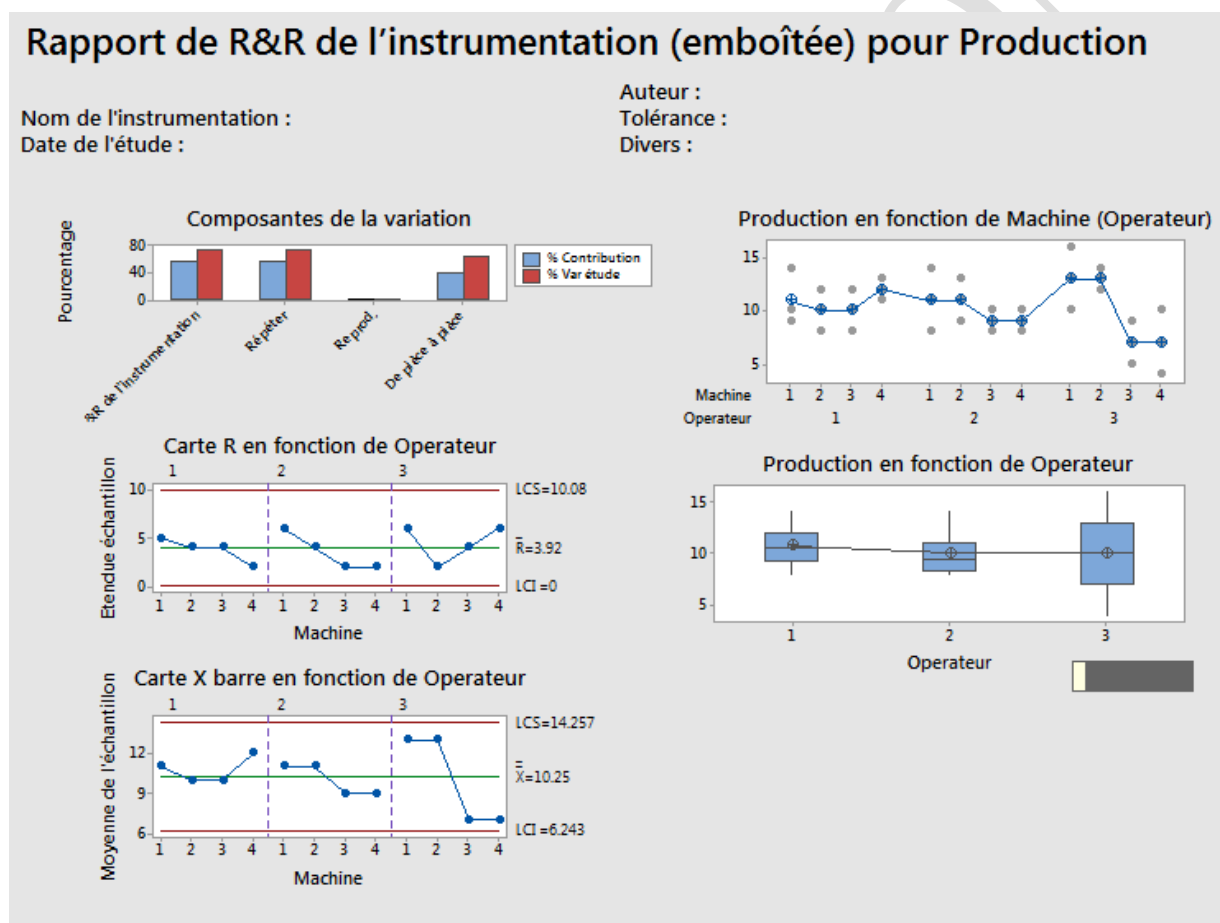 Rapport de R&R de l'instrumentation (emboîtée) pour Production
Auteur :
Nom de l'instrumentation :
Tolérance :
Date de l'étude :
Divers :
Composantes de la variation
Pourcentage
80
40
0
&R de l'instrumentation
Répéter
Reprod.
De pièce à pièce
% Contribution
% Var étude
Production en fonction de Machine (Operateur)
15
10
5
Machine 1 2 3 4 1 2 3 4 1 2 3 4
Operateur 1 2 3
Carte R en fonction de Operateur
1 2 3
Etendue échantillon
10
5
0
LCS=10.08
R=3.92
LCI =0
1 2 3 4 1 2 3 4 1 2 3 4
Machine
Production en fonction de Operateur
15
10
5
1 2 3
Operateur
Carte X barre en fonction de Operateur
1 2 3
Moyenne de l'échantillon
12
9
6
LCS=14.257
X=10.25
LCI =6.243
1 2 3 4 1 2 3 4 1 2 3 4
Machine